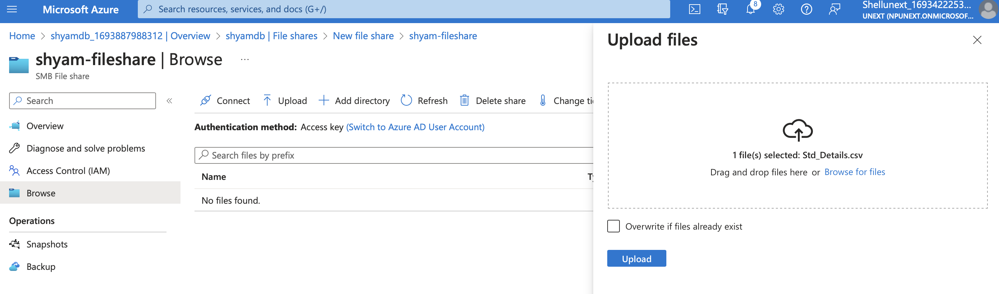 Microsoft Azure
Search resources, services, and docs (G+/)
8
Shellunext_1693422253...
UNEXT (NPUNEXT.ONMICROSOF...
Home > shyamdb_1693887988312 | Overview > shyamdb | File shares > New file share > shyam-fileshare
shyam-fileshare | Browse ...
SMB File share
Search
Overview
Diagnose and solve problems
Access Control (IAM)
Browse
Operations
Snapshots
Backup
Connect Upload Add directory Refresh Delete share Change
Authentication method: Access key (Switch to Azure AD User Account)
Search files by prefix
Name
No files found.
Upload files
1 file(s) selected: Std_Details.csv
Drag and drop files here or Browse for files
Overwrite if files already exist
Upload